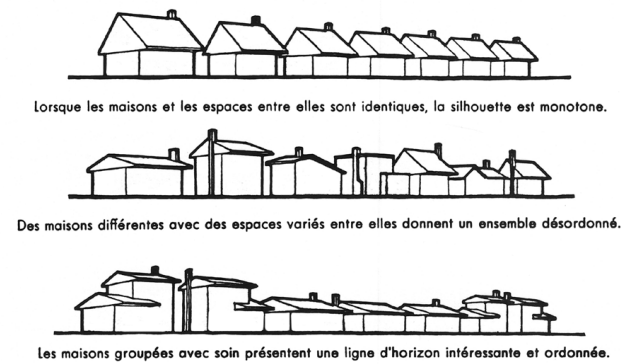 Lorsque les maisons et les espaces entre elles sont identiques, la silhouette est monotone.
Des maisons différentes avec des espaces variés entre elles donnent un ensemble désordonné.
Les maisons groupées avec soin présentent une ligne d'horizon intéressante et ordonnée.